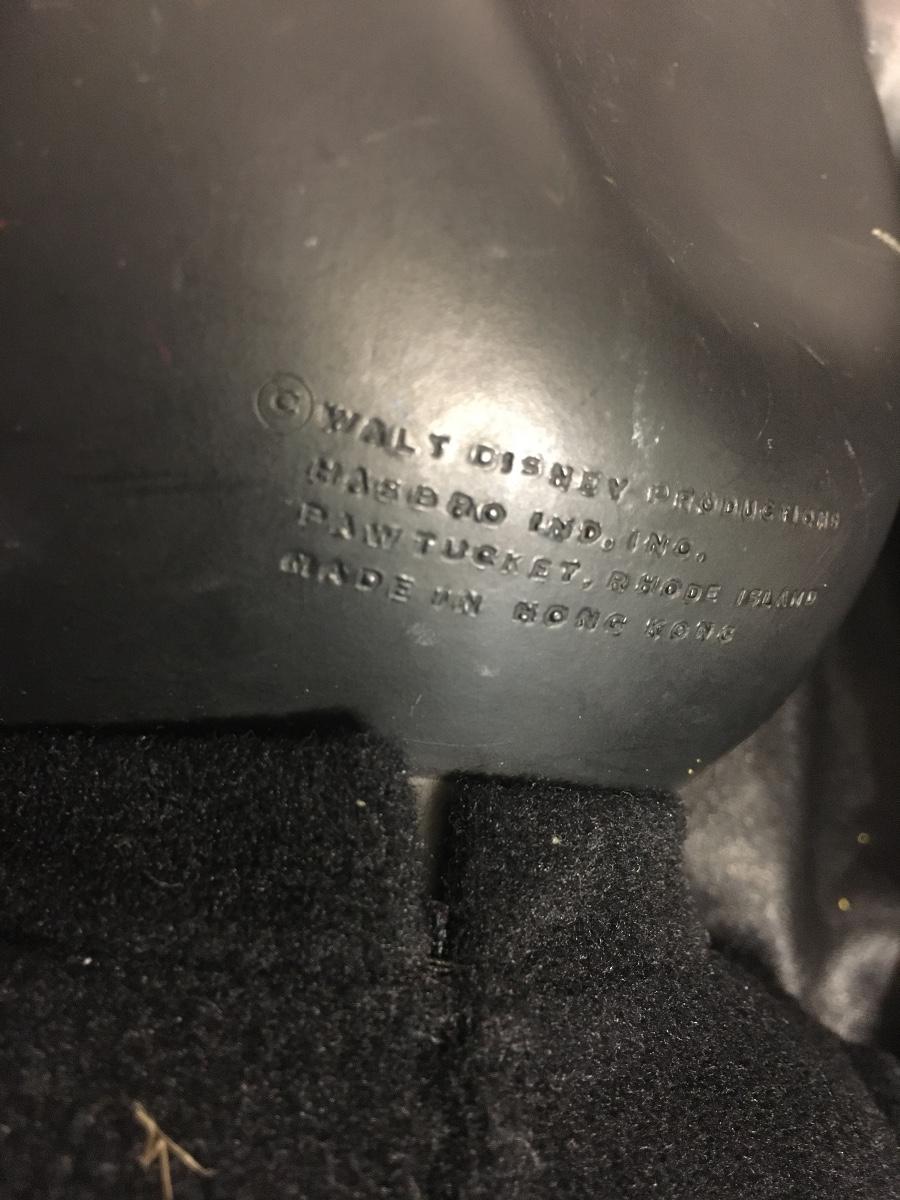 © WALT DISNEY PRODUCTIONS
HASBRO IND. INC.
PAWTUCKET, RHODE ISLAND
MADE IN HONG KONG